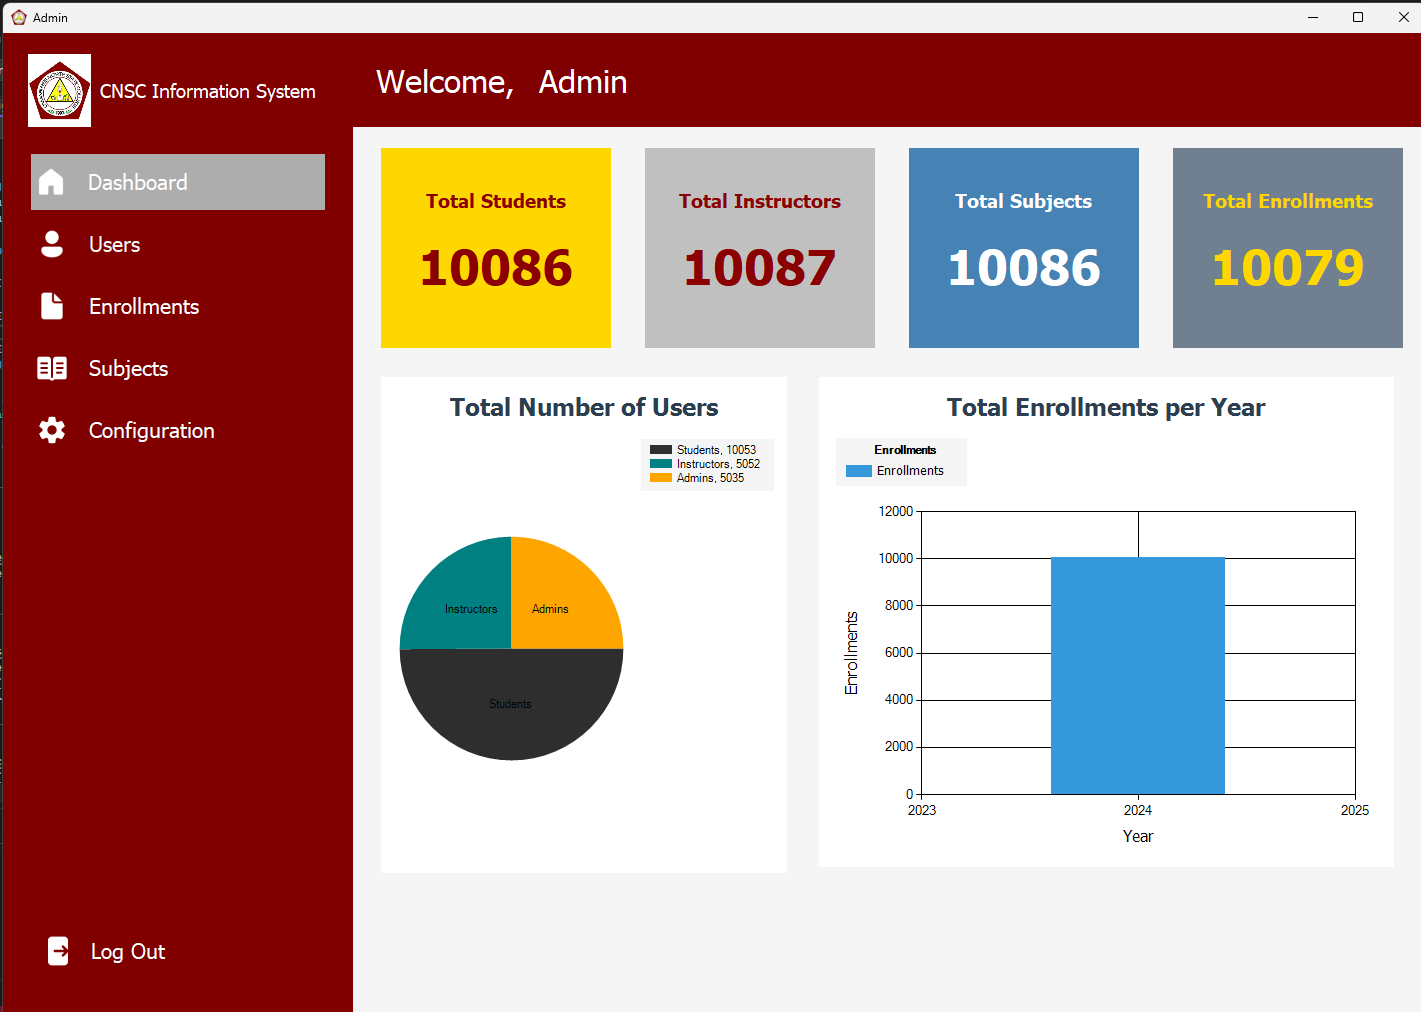 Admin
CNSC Information System
Welcome, Admin
Dashboard
Users
Enrollments
Subjects
Configuration
Log Out
Total Students
10086
Total Instructors
10087
Total Subjects
10086
Total Enrollments
10079
Total Number of Users
Students, 10053
Instructors, 5052
Admins, 5035
Instructors
Admins
Students
Total Enrollments per Year
Enrollments
Enrollments
12000
10000
8000
6000
4000
2000
0
Enrollments
2023
2024
2025
Year